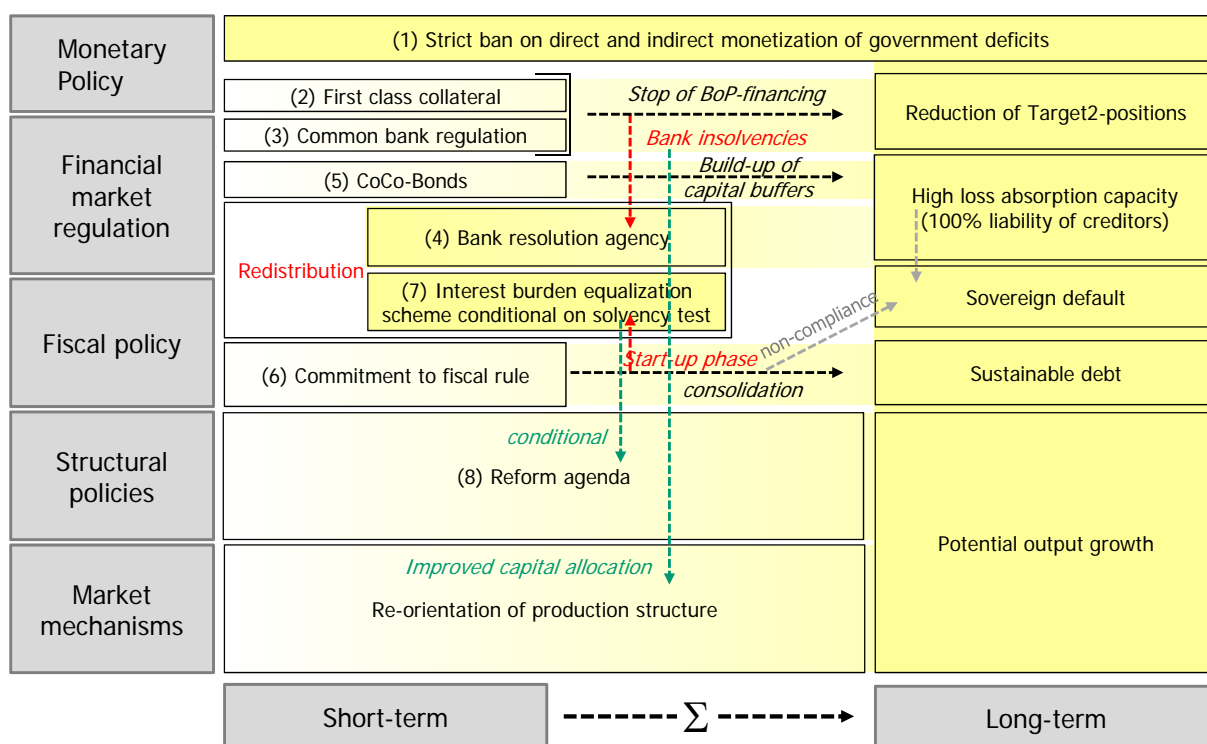 Monetary
Policy
(1) Strict ban on direct and indirect monetization of government deficits
(2) First class collateral
Stop of BoP-financing
Reduction of Target2-positions
(3) Common bank regulation
Bank insolvencies
Financial
market
regulation
(5) CoCo-Bonds
Build-up of
capital buffers
High loss absorption capacity
(100% liability of creditors)
(4) Bank resolution agency
Redistribution
(7) Interest burden equalization
scheme conditional on solvency test
Sovereign default
non-compliance
Fiscal policy
(6) Commitment to fiscal rule
Start-up phase
consolidation
Sustainable debt
Structural
policies
conditional
(8) Reform agenda
Potential output growth
Market
mechanisms
Improved capital allocation
Re-orientation of production structure
Short-term
Σ
Long-term